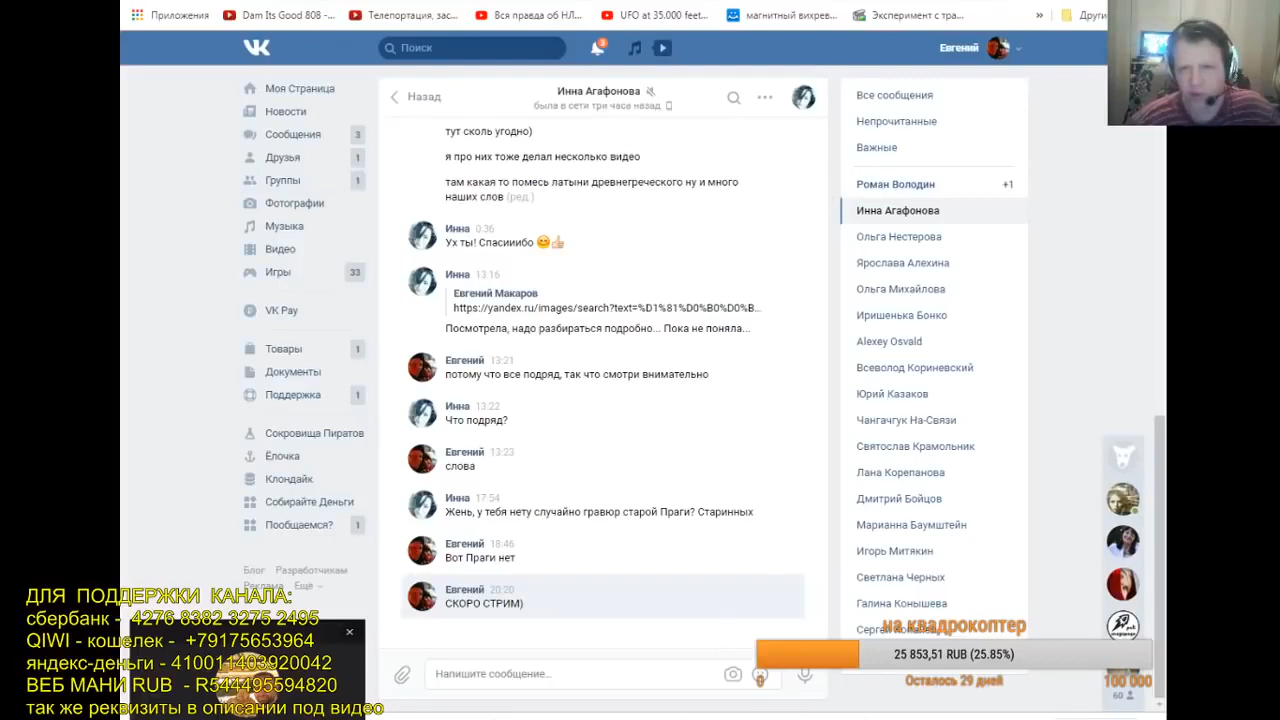 Приложения
Dam Its Good 808 -...
Телепортация, зас...
Вся правда об НЛ...
UFO at 35.000 feet...
магнитный вихрев...
Эксперимент с тра...
»
Други
Поиск
3
Евгений
Моя Страница
Новости
Сообщения 3
Друзья 1
Группы 1
Фотографии
Музыка
Видео
Игры 33
VK Pay
Товары 1
Документы
Поддержка 1
Сокровища Пиратов
Ёлочка
Клондайк
Собирайте Деньги
Пообщаемся? 1
Блог Разработчикам
Реклама Ещё
Назад
Инна Агафонова
была в сети три часа назад
тут сколь угодно)
я про них тоже делал несколько видео
там какая то помесь латыни древнегреческого ну и много
наших слов (ред.)
Инна 0:36
Ух ты! Спасииибо 😊👍
Инна 13:16
Евгений Макаров
https://yandex.ru/images/search?text=%D1%81%D0%B0%D0%B...
Посмотрела, надо разбираться подробно... Пока не поняла...
Евгений 13:21
потому что все подряд, так что смотри внимательно
Инна 13:22
Что подряд?
Евгений 13:23
слова
Инна 17:54
Жень, у тебя нету случайно гравюр старой Праги? Старинных
Евгений 18:46
Вот Праги нет
Евгений 20:20
СКОРО СТРИМ)
Напишите сообщение...
Все сообщения
Непрочитанные
Важные
Роман Володин +1
Инна Агафонова
Ольга Нестерова
Ярослава Алехина
Ольга Михайлова
Иришенька Бонко
Alexey Osvald
Всеволод Кориневский
Юрий Казаков
Чангачгук На-Связи
Святослав Крамольник
Лана Корепанова
Дмитрий Бойцов
Марианна Баумштейн
Игорь Митякин
Светлана Черных
Галина Конышева
на квадрокоптер
25 853,51 RUB (25.85%)
0
Осталось 29 дней
100 000
60
ДЛЯ ПОДДЕРЖКИ КАНАЛА:
сбербанк - 4276 8382 3275 2495
QIWI - кошелек - +79175653964
яндекс-деньги - 410011403920042
ВЕБ МАНИ RUB - R544495594820
так же реквизиты в описании под видео